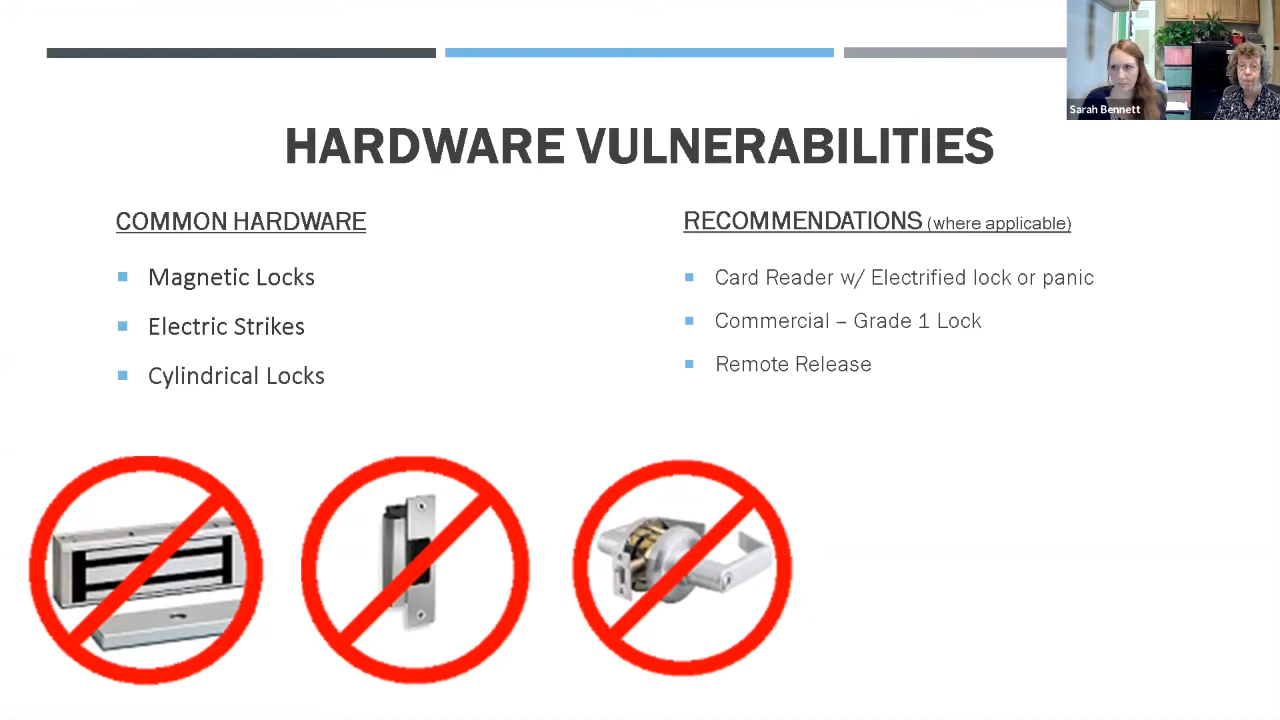 Sarah Bennett
HARDWARE VULNERABILITIES
COMMON HARDWARE
Magnetic Locks
Electric Strikes
Cylindrical Locks
RECOMMENDATIONS (where applicable)
Card Reader w/ Electrified lock or panic
Commercial – Grade 1 Lock
Remote Release